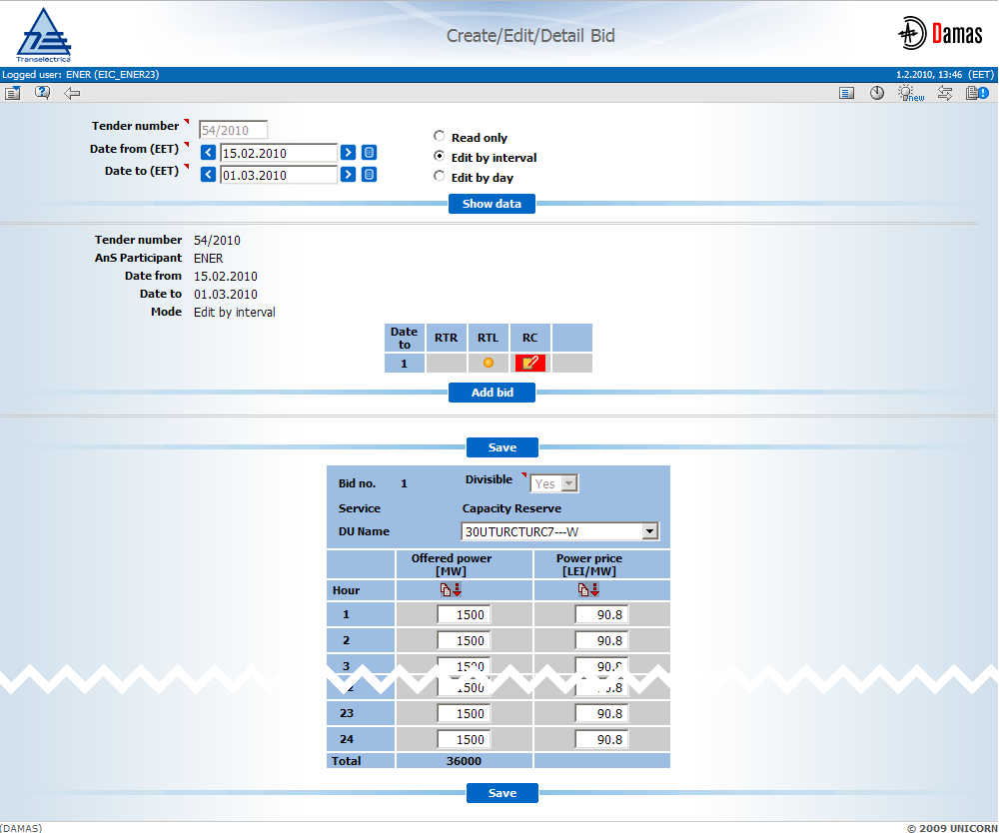 Create/Edit/Detail Bid
Transelectrica
Damas
Logged user: ENER (EIC_ENER23)
1.2.2010, 13:46 (EET)
new
Tender number 54/2010
Date from (EET) 15.02.2010
Date to (EET) 01.03.2010
Read only
Edit by interval
Edit by day
Show data
Tender number 54/2010
AnS Participant ENER
Date from 15.02.2010
Date to 01.03.2010
Mode Edit by interval
Date to RTR RTL RC
1
Add bid
Save
Bid no. 1 Divisible Yes
Service Capacity Reserve
DU Name 30UTURCTURC7---W
Offered power [MW] Power price [LEI/MW]
Hour
1 1500 90.8
2 1500 90.8
3 1500 90.8
23 1500 90.8
24 1500 90.8
Total 36000
Save
(DAMAS)
© 2009 UNICORN